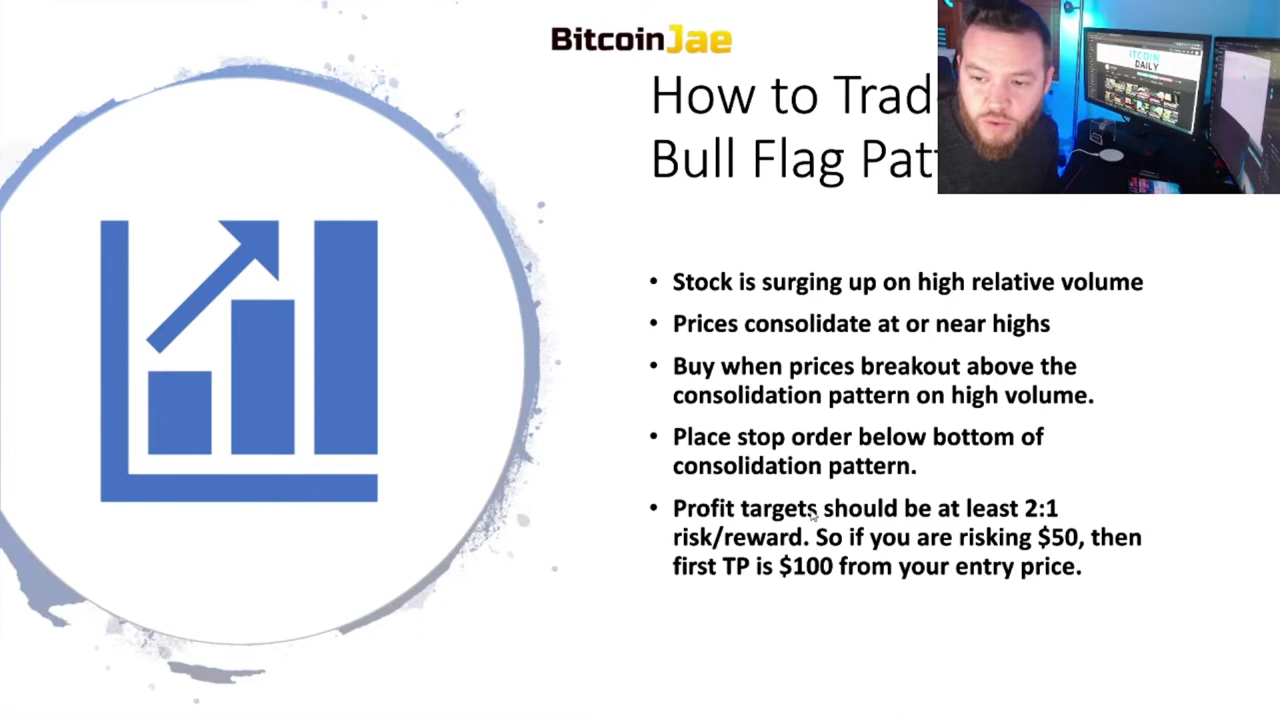 BitcoinJae
How to Trad
Bull Flag Pat
ITCOIN
DAILY
• Stock is surging up on high relative volume
• Prices consolidate at or near highs
• Buy when prices breakout above the
consolidation pattern on high volume.
• Place stop order below bottom of
consolidation pattern.
• Profit targets should be at least 2:1
risk/reward. So if you are risking $50, then
first TP is $100 from your entry price.